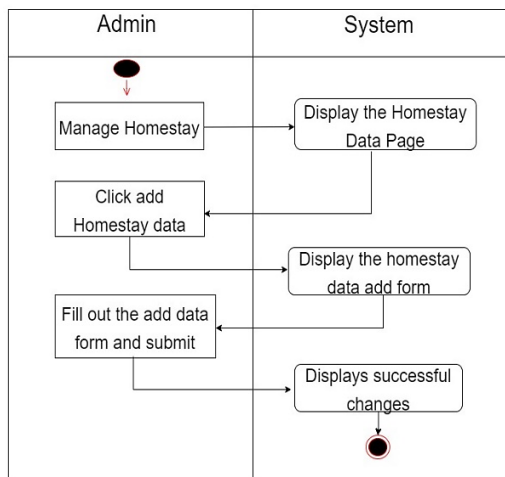 Admin
System
Manage Homestay
Display the Homestay
Data Page
Click add
Homestay data
Display the homestay
data add form
Fill out the add data
form and submit
Displays successful
changes